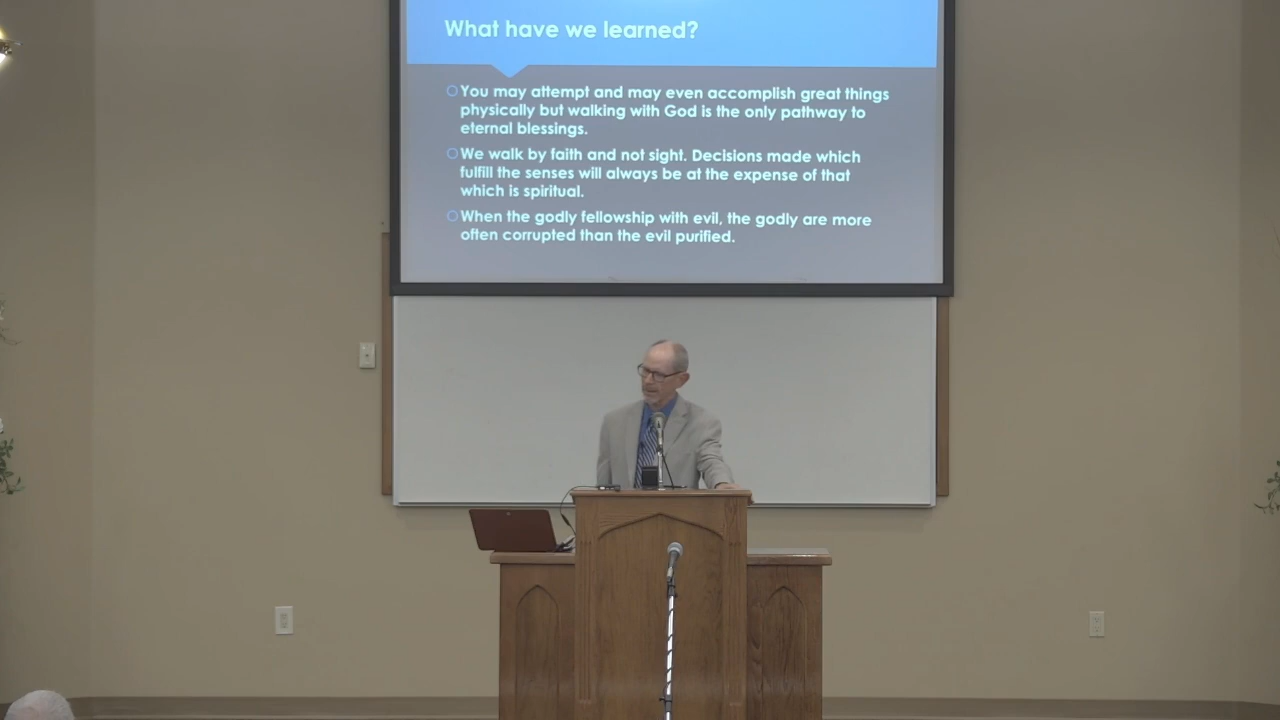 What have we learned?
You may attempt and may even accomplish great things
physically but walking with God is the only pathway to
eternal blessings.
We walk by faith and not sight. Decisions made which
fulfill the senses will always be at the expense of that
which is spiritual.
When the godly fellowship with evil, the godly are more
often corrupted than the evil purified.